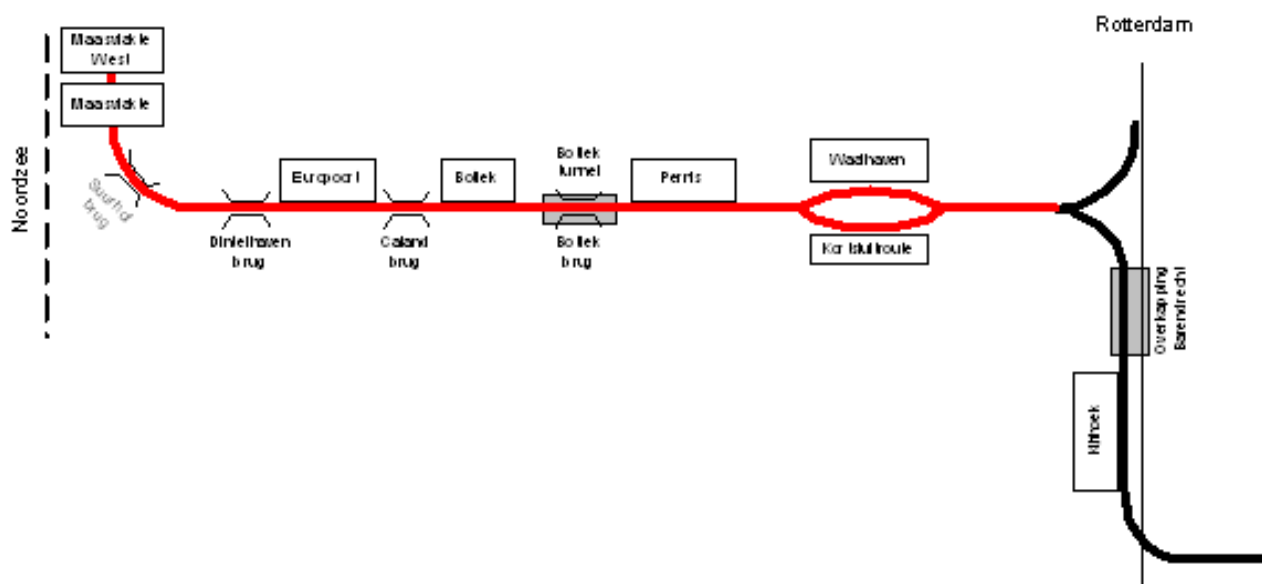 Rotterdam
Maasvlakte
West
Maasvlakte
Noordzee
Suurhof
brug
Dintelhaven
brug
Europoort
Caland
brug
Botlek
Botlek
tunnel
Botlek
brug
Pernis
Waalhaven
Kortsluitroute
Overkapping
Barendrecht
Kijfhoek